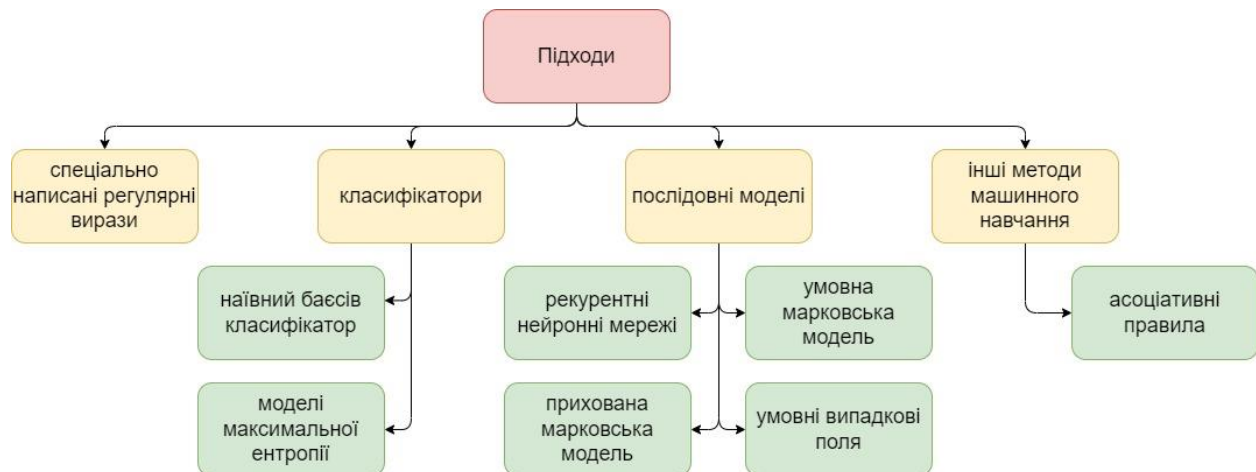 Підходи
спеціально
написані регулярні
вирази
класифікатори
послідовні моделі
інші методи
машинного
навчання
наївний баєсів
класифікатор
рекурентні
нейронні мережі
умовна
марковська
модель
асоціативні
правила
моделі
максимальної
ентропії
прихована
марковська
модель
умовні випадкові
поля